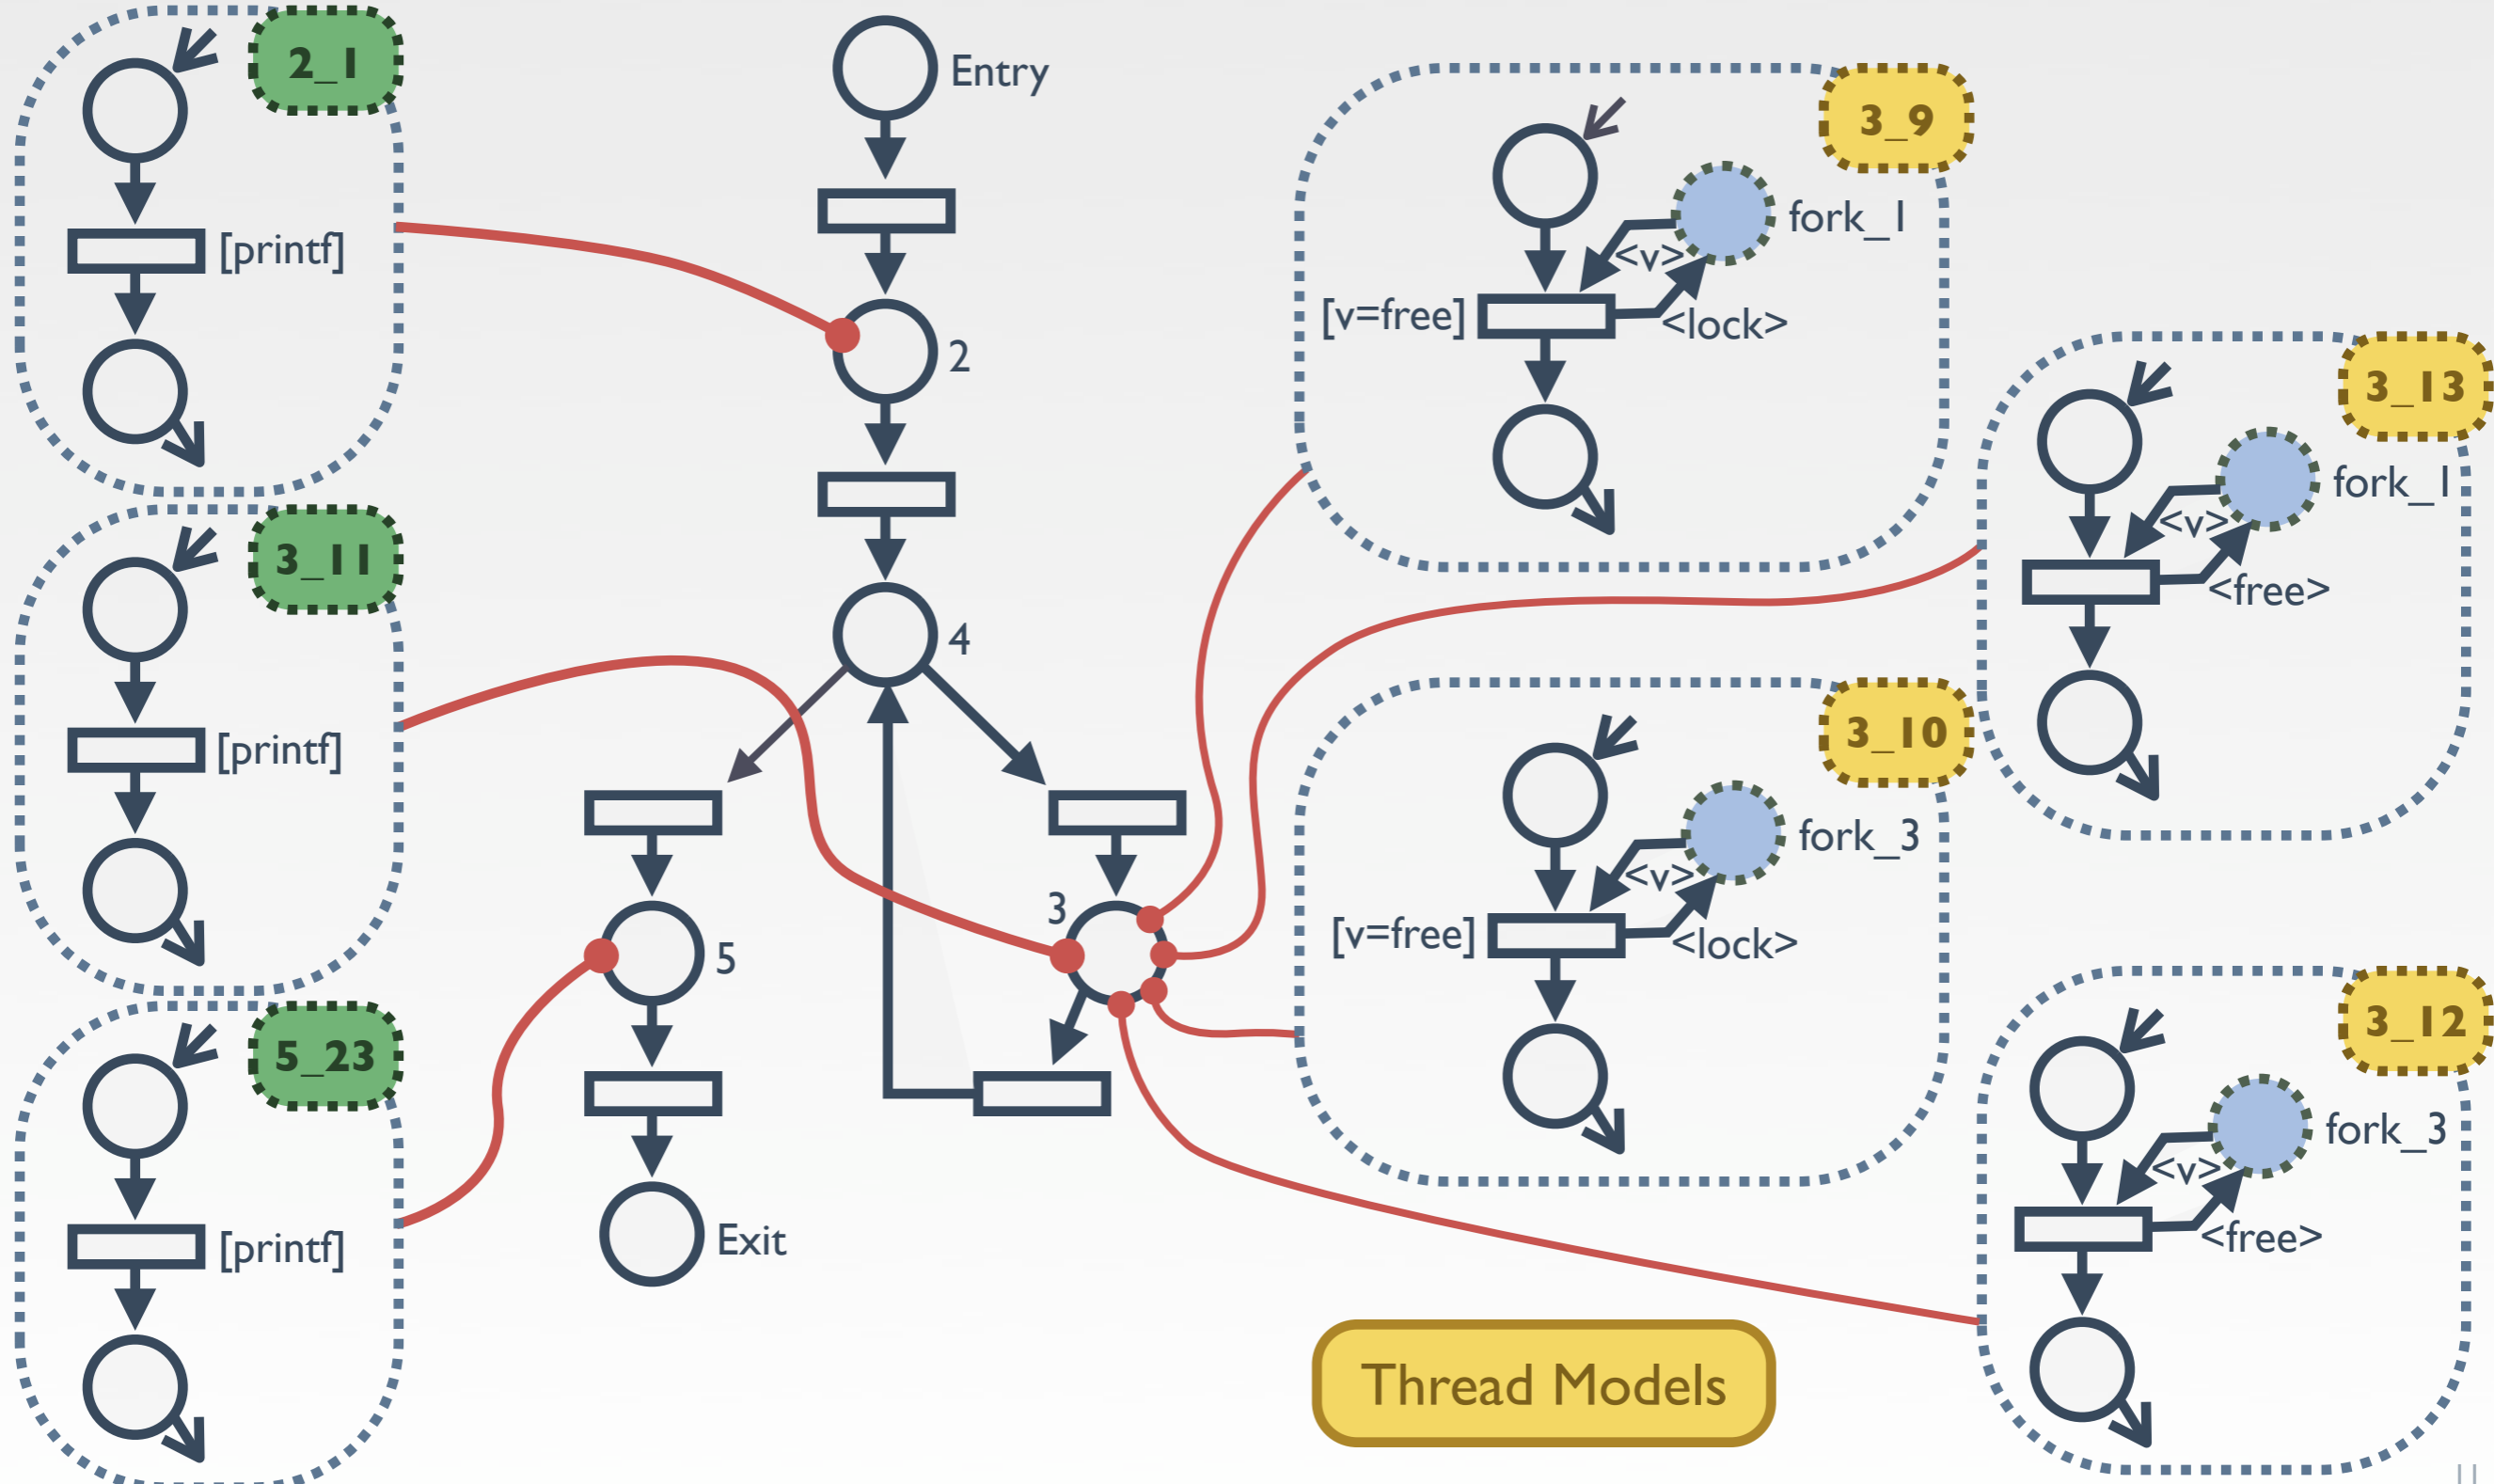 2_1
[printf]
3_11
[printf]
5_23
[printf]
Entry
2
4
3
5
Exit
3_9
fork_1
<v>
[v=free]
<lock>
3_13
fork_1
<v>
<free>
3_10
fork_3
<v>
[v=free]
<lock>
3_12
fork_3
<v>
<free>
Thread Models